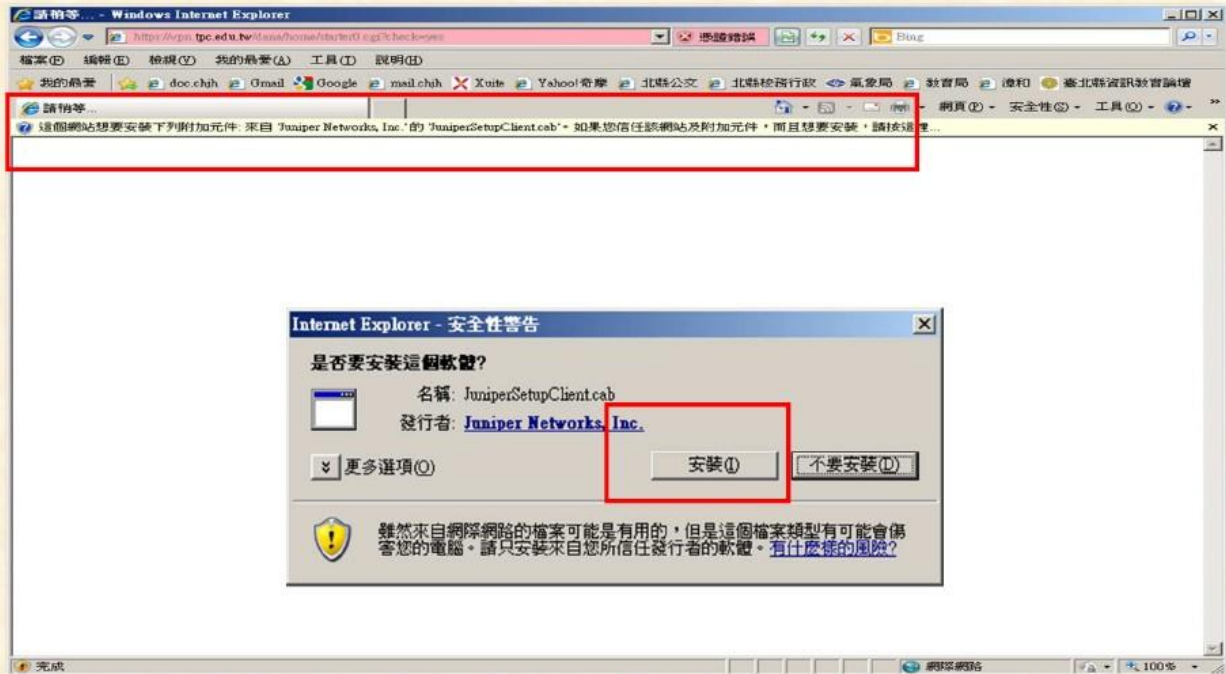 請稍等... - Windows Internet Explorer
https://vpn.tpc.edu.tw/dana/home/starter0.cgi?check=yes 憑證錯誤 Bing
檔案(F) 編輯(E) 檢視(V) 我的最愛(A) 工具(T) 說明(H)
我的最愛 doc.chjh Gmail Google mail.chjh Xuite Yahoo!奇摩 北縣公文 北縣校務行政 氣象局 教育局 澹和 臺北縣資訊教育論壇
請稍等... 網頁(P) 安全性(S) 工具(O)
這個網站想要安裝下列附加元件: 來自 'Juniper Networks, Inc.' 的 'JuniperSetupClient.cab'。如果您信任該網站及附加元件，而且想要安裝，請按這裡...
Internet Explorer - 安全性警告
是否要安裝這個軟體?
名稱: JuniperSetupClient.cab
發行者: Juniper Networks, Inc.
更多選項(O) 安裝(I) 不要安裝(D)
雖然來自網際網路的檔案可能是有用的，但是這個檔案類型有可能會傷
害您的電腦。請只安裝來自您所信任發行者的軟體。有什麼樣的風險?
完成 網際網路 100%